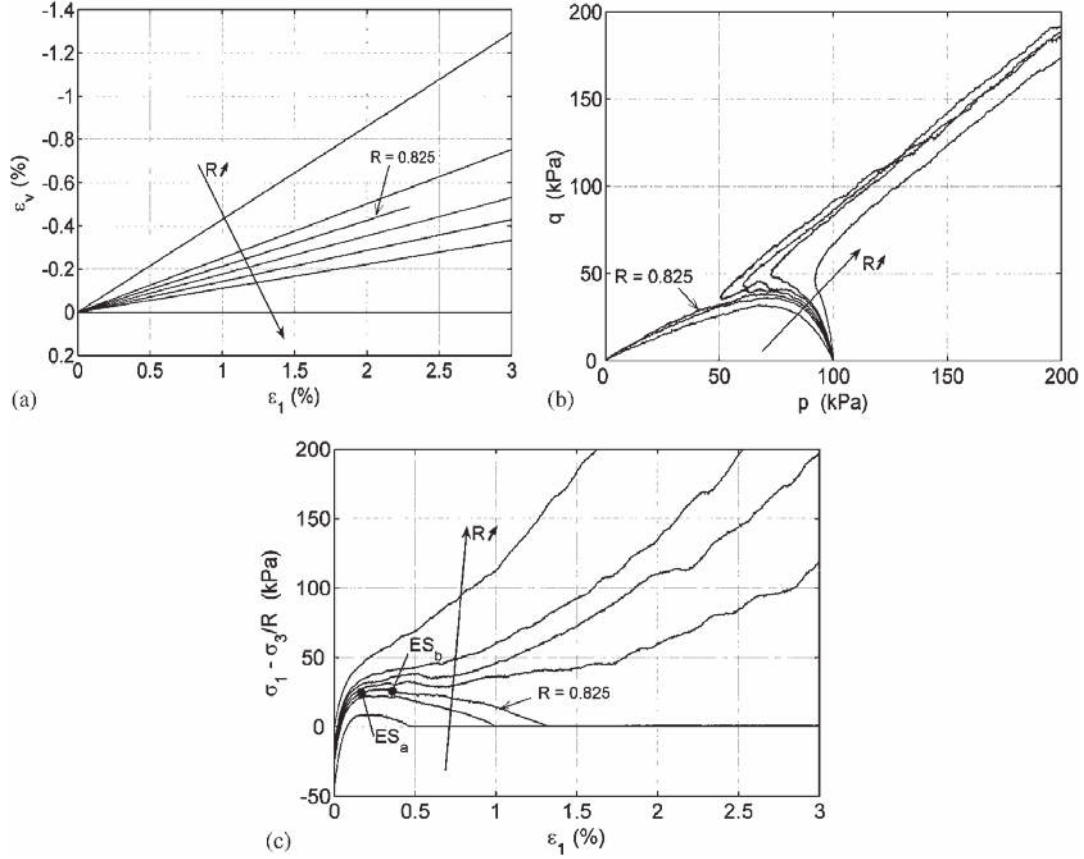 -1.4
-1.2
-1
-0.8
-0.6
-0.4
-0.2
0
0.2
ε_v (%)
R↗
R = 0.825
0 0.5 1 1.5 2 2.5 3
ε_1 (%)
(a)
200
150
100
50
0
q (kPa)
R = 0.825
R↗
0 50 100 150 200
p (kPa)
(b)
200
150
100
50
0
-50
σ_1 - σ_3/R (kPa)
R↗
ES_b
R = 0.825
ES_a
0 0.5 1 1.5 2 2.5 3
ε_1 (%)
(c)